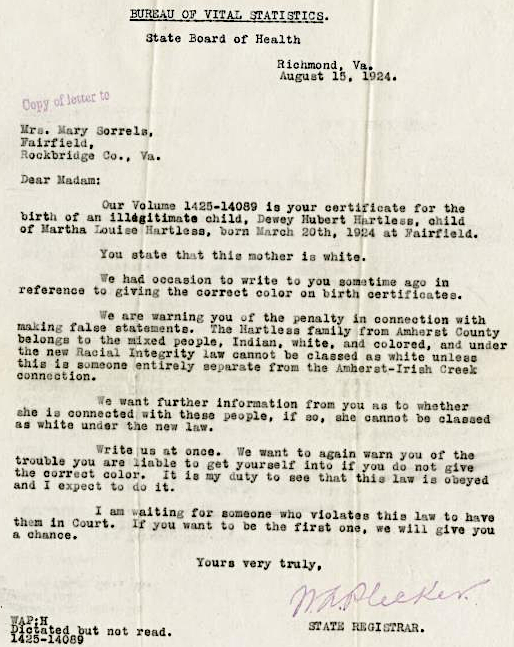 BUREAU OF VITAL STATISTICS.
State Board of Health
Richmond, Va.
August 15, 1924.
Copy of letter to
Mrs. Mary Sorrels,
Fairfield,
Rockbridge Co., Va.
Dear Madam:
Our Volume 1425-14089 is your certificate for the
birth of an illegitimate child, Dewey Hubert Hartless, child
of Martha Louise Hartless, born March 20th, 1924 at Fairfield.
You state that this mother is white.
We had occasion to write to you sometime ago in
reference to giving the correct color on birth certificates.
We are warning you of the penalty in connection with
making false statements. The Hartless family from Amherst County
belongs to the mixed people, Indian, white, and colored, and under
the new Racial Integrity law cannot be classed as white unless
this is someone entirely separate from the Amherst-Irish Creek
connection.
We want further information from you as to whether
she is connected with these people, if so, she cannot be classed
as white under the new law.
Write us at once. We want to again warn you of the
trouble you are liable to get yourself into if you do not give
the correct color. It is my duty to see that this law is obeyed
and I expect to do it.
I am waiting for someone who violates this law to have
them in Court. If you want to be the first one, we will give you
a chance.
Yours very truly,
W.A. Plecker.
STATE REGISTRAR.
WAP:H
Dictated but not read.
1425-14089